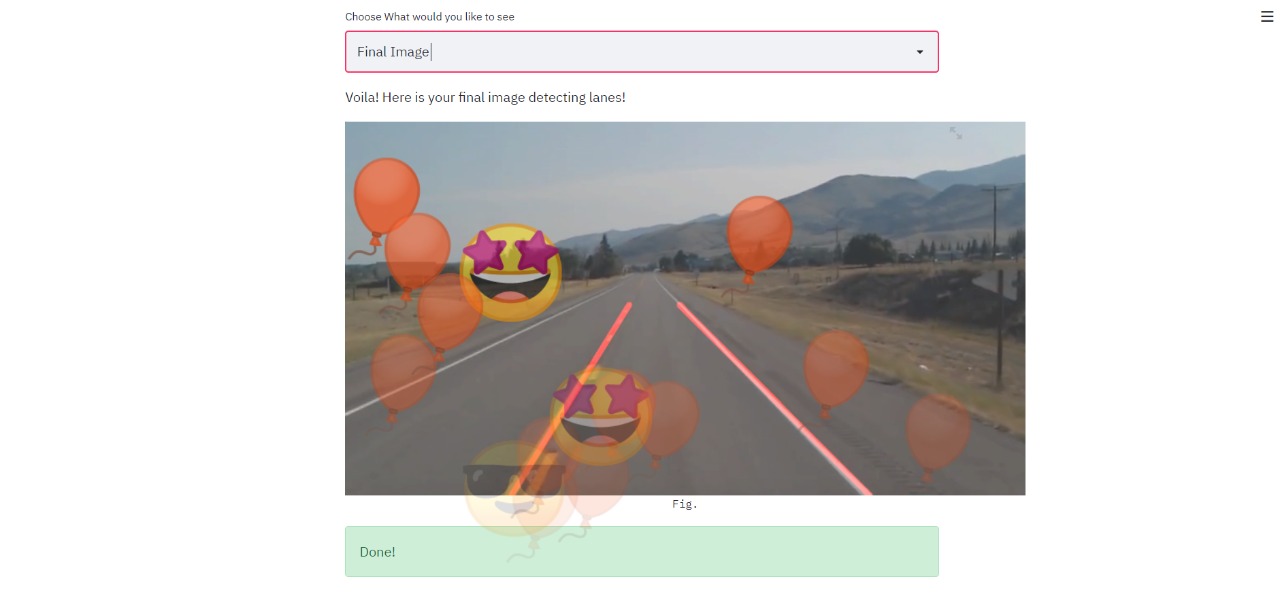 Choose What would you like to see
Final Image
Voila! Here is your final image detecting lanes!
Fig.
Done!